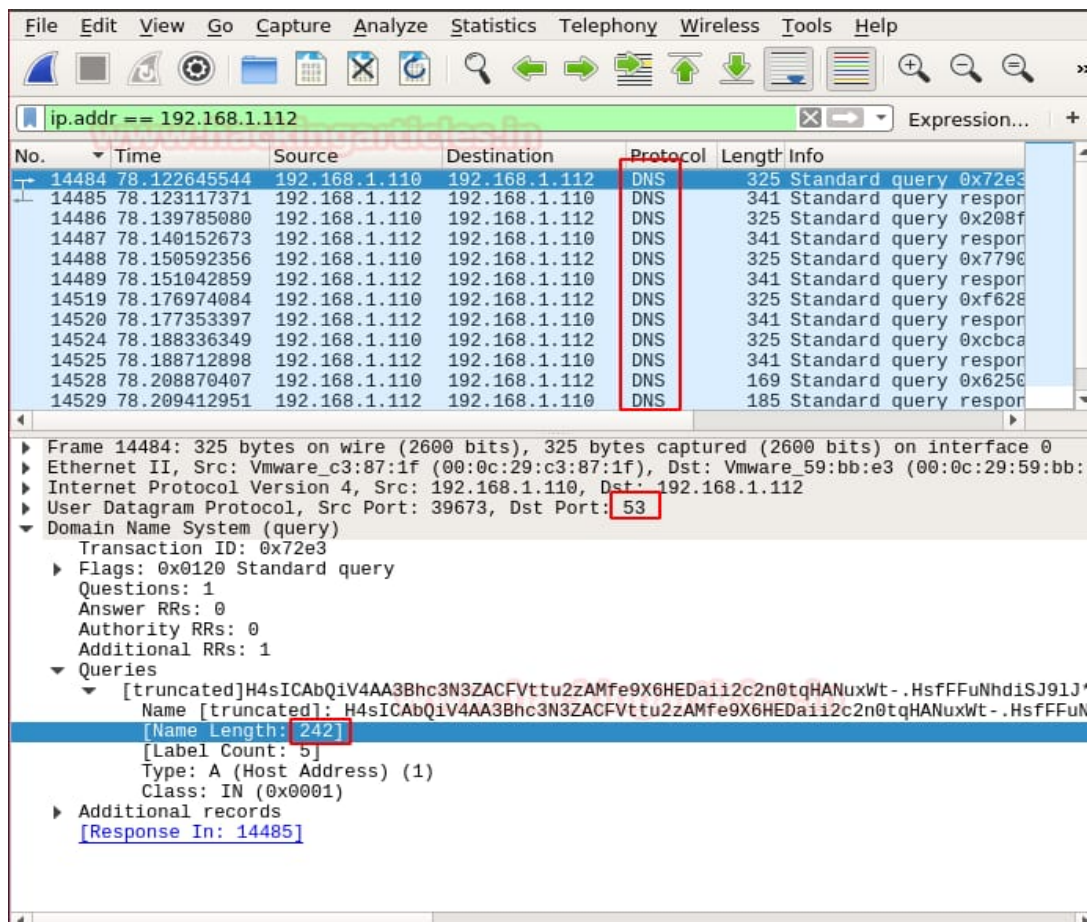 File Edit View Go Capture Analyze Statistics Telephony Wireless Tools Help
ip.addr == 192.168.1.112 Expression... +
www.hackingarticles.in
No. Time Source Destination Protocol Length Info
14484 78.122645544 192.168.1.110 192.168.1.112 DNS 325 Standard query 0x72e3
14485 78.123117371 192.168.1.112 192.168.1.110 DNS 341 Standard query respon
14486 78.139785080 192.168.1.110 192.168.1.112 DNS 325 Standard query 0x208f
14487 78.140152673 192.168.1.112 192.168.1.110 DNS 341 Standard query respon
14488 78.150592356 192.168.1.110 192.168.1.112 DNS 325 Standard query 0x7790
14489 78.151042859 192.168.1.112 192.168.1.110 DNS 341 Standard query respon
14519 78.176974084 192.168.1.110 192.168.1.112 DNS 325 Standard query 0xf628
14520 78.177353397 192.168.1.112 192.168.1.110 DNS 341 Standard query respon
14524 78.188336349 192.168.1.110 192.168.1.112 DNS 325 Standard query 0xcbca
14525 78.188712898 192.168.1.112 192.168.1.110 DNS 341 Standard query respon
14528 78.208870407 192.168.1.110 192.168.1.112 DNS 169 Standard query 0x6250
14529 78.209412951 192.168.1.112 192.168.1.110 DNS 185 Standard query respon
Frame 14484: 325 bytes on wire (2600 bits), 325 bytes captured (2600 bits) on interface 0
Ethernet II, Src: Vmware_c3:87:1f (00:0c:29:c3:87:1f), Dst: Vmware_59:bb:e3 (00:0c:29:59:bb:
Internet Protocol Version 4, Src: 192.168.1.110, Dst: 192.168.1.112
User Datagram Protocol, Src Port: 39673, Dst Port: 53
Domain Name System (query)
Transaction ID: 0x72e3
Flags: 0x0120 Standard query
Questions: 1
Answer RRs: 0
Authority RRs: 0
Additional RRs: 1
Queries
[truncated]H4sICAbQiV4AA3Bhc3N3ZACFVttu2zAMfe9X6HEDaii2c2n0tqHANuxWt-.HsfFFuNhdiSJ9lJ*
Name [truncated]: H4sICAbQiV4AA3Bhc3N3ZACFVttu2zAMfe9X6HEDaii2c2n0tqHANuxWt-.HsfFFuN
[Name Length: 242]
[Label Count: 5]
Type: A (Host Address) (1)
Class: IN (0x0001)
Additional records
[Response In: 14485]